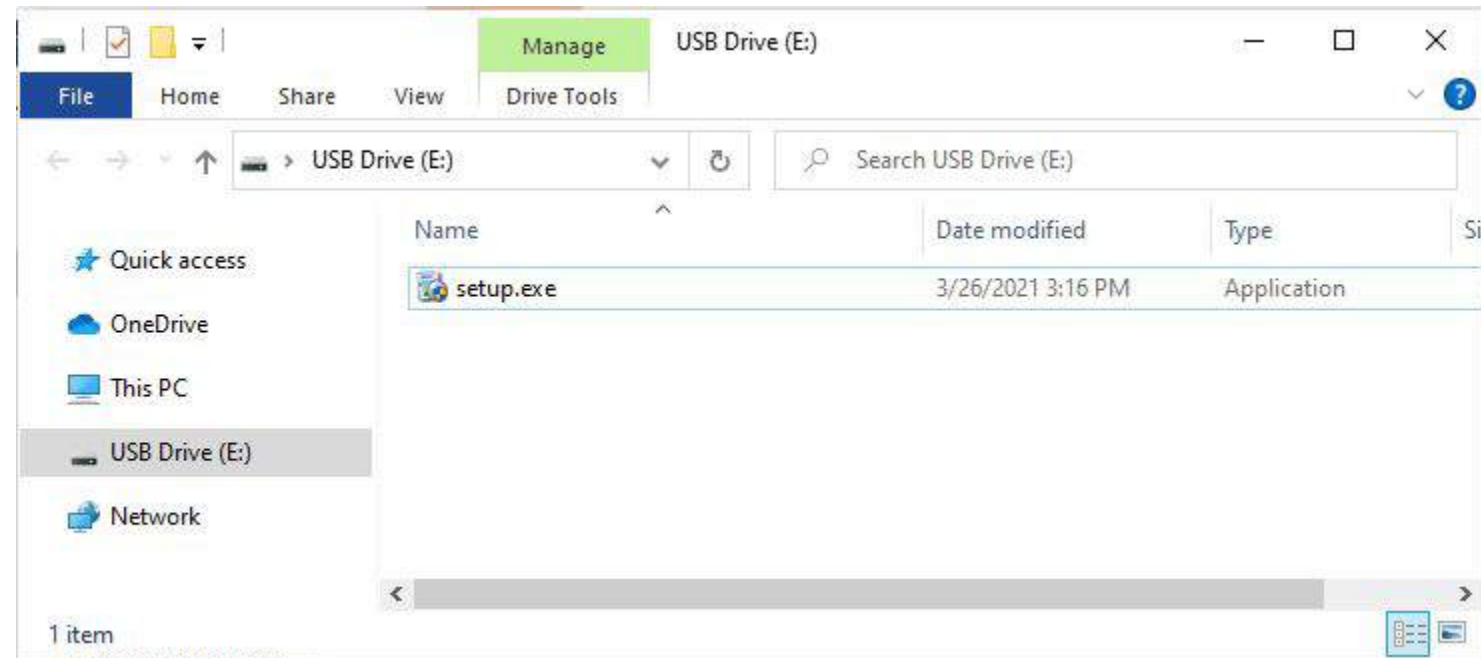 Manage USB Drive (E:)
File Home Share View Drive Tools
USB Drive (E:) Search USB Drive (E:)
Name Date modified Type Si
Quick access
setup.exe 3/26/2021 3:16 PM Application
OneDrive
This PC
USB Drive (E:)
Network
1 item